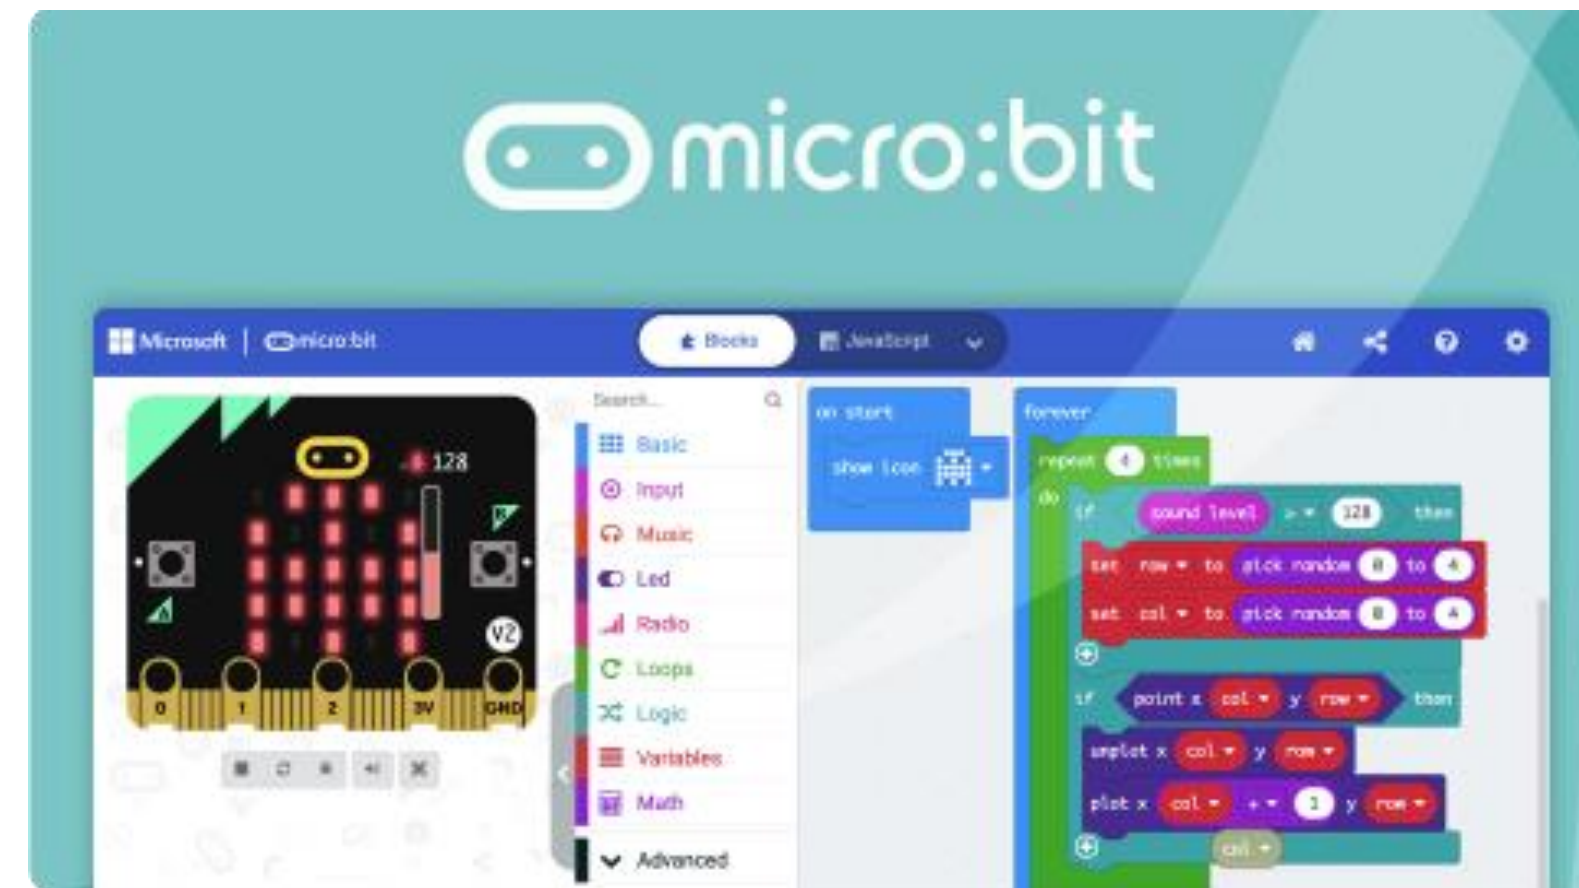 micro:bit
Microsoft | micro:bit
Blocks
JavaScript
128
B
A
V2
0 1 2 3V GND
Search...
Basic
Input
Music
Led
Radio
Loops
Logic
Variables
Math
Advanced
on start
show icon
forever
repeat 4 times
do
if sound level > 128 then
set row to pick random 0 to 4
set col to pick random 0 to 4
if point x col y row then
unplot x col y row
plot x col + 1 y row
col